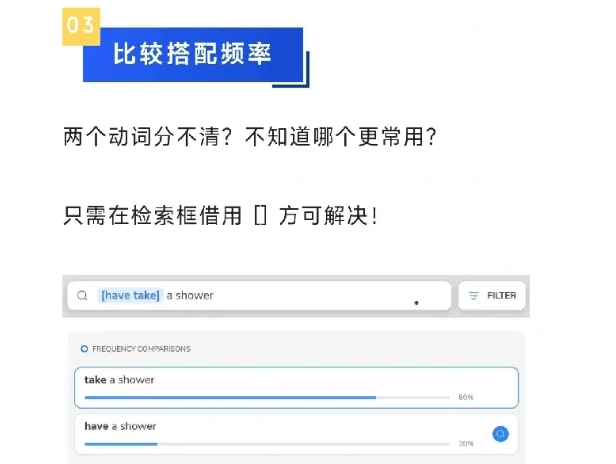 03
比较搭配频率
两个动词分不清？不知道哪个更常用？
只需在检索框借用 [] 方可解决！
[have take] a shower
FILTER
FREQUENCY COMPARISONS
take a shower
80%
have a shower
20%